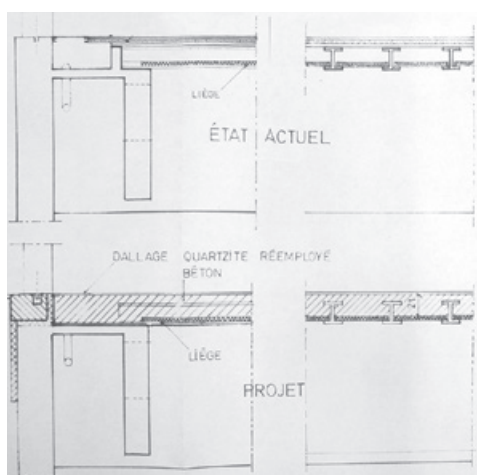 LIÈGE
ÉTAT ACTUEL
DALLAGE QUARTZITE RÉEMPLOYÉ
BÉTON
LIÈGE
PROJET